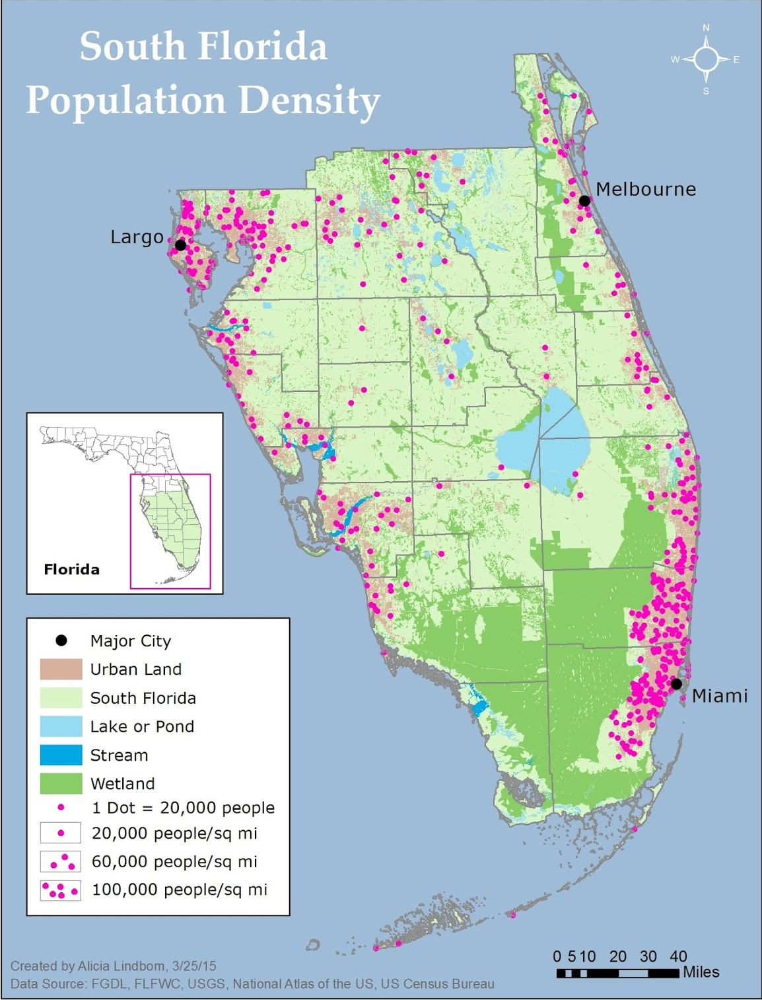 South Florida
Population Density
N
W E
S
Melbourne
Largo
Florida
Major City
Urban Land
South Florida
Lake or Pond
Stream
Wetland
1 Dot = 20,000 people
20,000 people/sq mi
60,000 people/sq mi
100,000 people/sq mi
Miami
0 5 10 20 30 40
Miles
Created by Alicia Lindbom, 3/25/15
Data Source: FGDL, FLFWC, USGS, National Atlas of the US, US Census Bureau